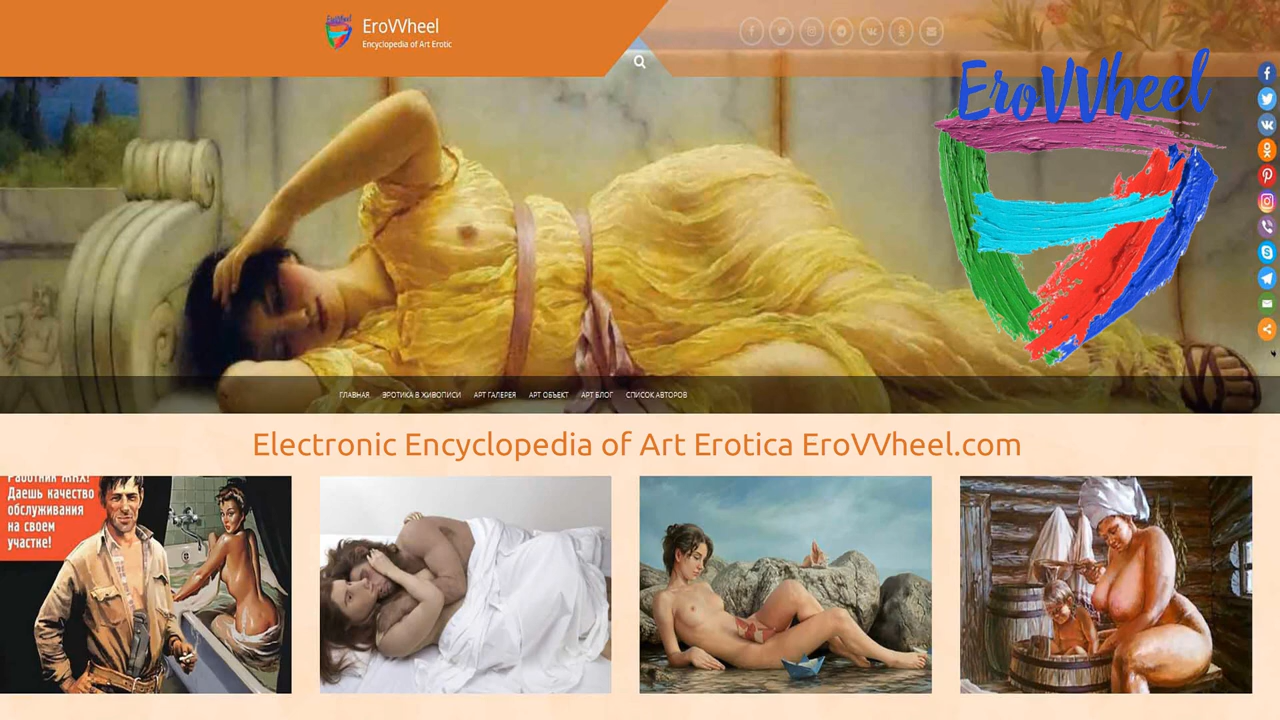 EroVVheel
Encyclopedia of Art Erotic
EroVVheel
ГЛАВНАЯ ЭРОТИКА В ЖИВОПИСИ АРТ ГАЛЕРЕЯ АРТ ОБЪЕКТ АРТ БЛОГ СПИСОК АВТОРОВ
Electronic Encyclopedia of Art Erotica EroVVheel.com
Работник ЖКХ!
Даешь качество
обслуживания
на своем
участке!